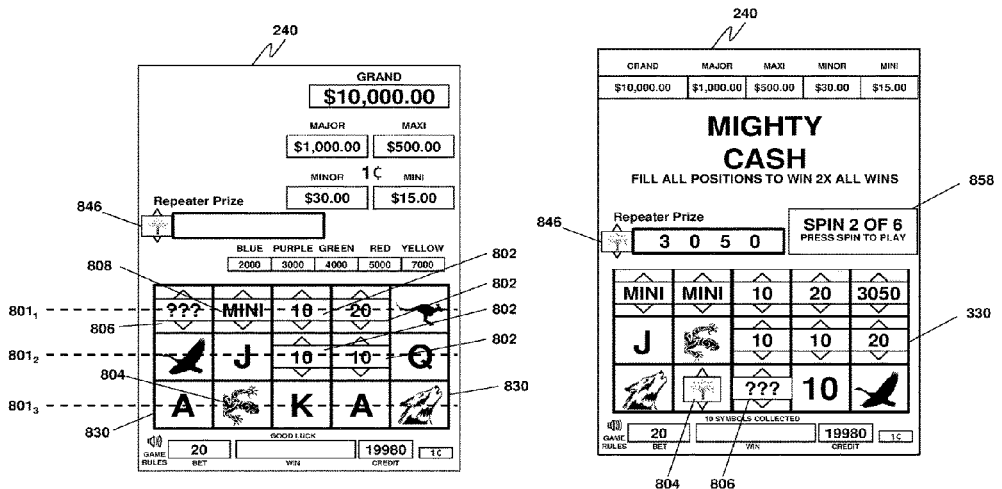 240
GRAND
$10,000.00
MAJOR MAXI
$1,000.00 $500.00
1¢
MINOR MINI
$30.00 $15.00
846
Repeater Prize
BLUE PURPLE GREEN RED YELLOW
2000 3000 4000 5000 7000
808
802
802
802
802
801₁
??? MINI 10 20
806
801₂
J 10 10 Q
804
801₃
A K A
830
830
GOOD LUCK
GAME RULES
20
BET
WIN
19980
CREDIT
1¢
240
GRAND MAJOR MAXI MINOR MINI
$10,000.00 $1,000.00 $500.00 $30.00 $15.00
MIGHTY
CASH
FILL ALL POSITIONS TO WIN 2X ALL WINS
858
846
Repeater Prize
3 0 5 0
SPIN 2 OF 6
PRESS SPIN TO PLAY
MINI MINI 10 20 3050
330
J 10 10 20
??? 10
10 SYMBOLS COLLECTED
GAME RULES
20
BET
WIN
19980
CREDIT
1¢
804
806